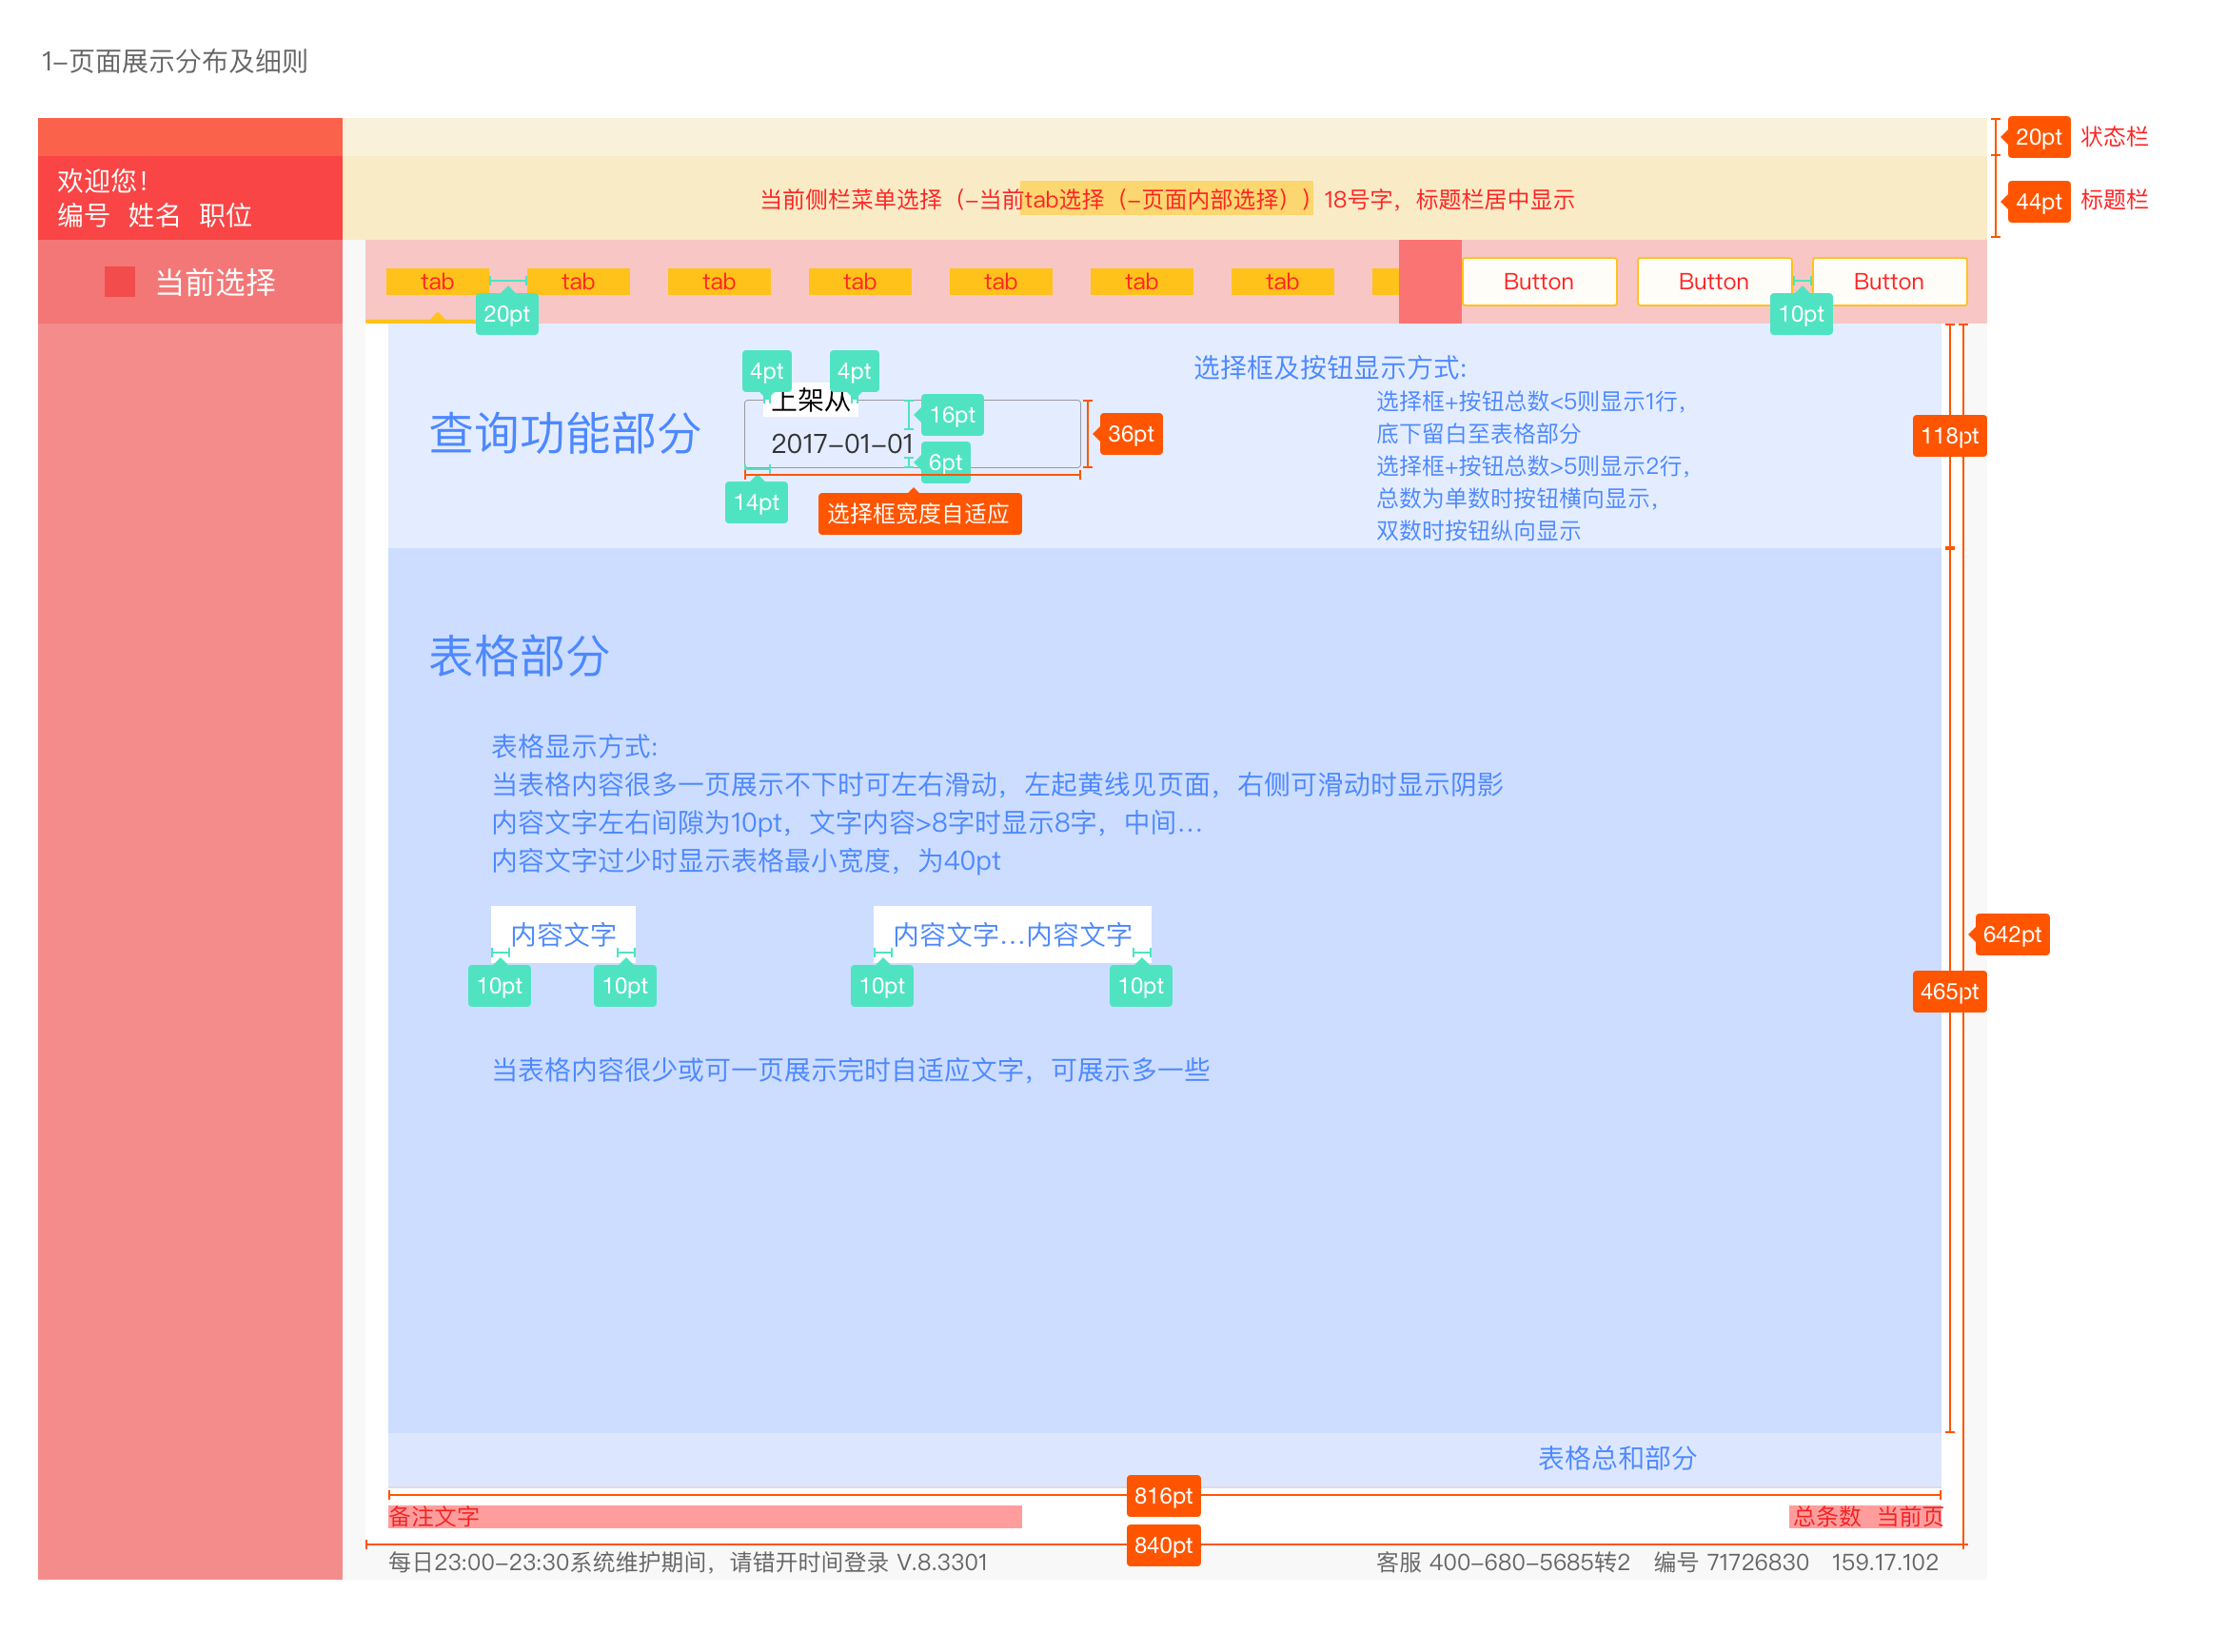 1-页面展示分布及细则
20pt 状态栏
欢迎您！
编号 姓名 职位
当前侧栏菜单选择（-当前tab选择（-页面内部选择））18号字，标题栏居中显示
44pt 标题栏
当前选择
tab tab tab tab tab tab tab Button Button Button
20pt 10pt
4pt 4pt
上架从
16pt
2017-01-01
6pt
36pt
14pt
选择框宽度自适应
查询功能部分
选择框及按钮显示方式：
选择框+按钮总数<5则显示1行，
底下留白至表格部分
选择框+按钮总数>5则显示2行，
总数为单数时按钮横向显示，
双数时按钮纵向显示
118pt
表格部分
表格显示方式：
当表格内容很多一页展示不下时可左右滑动，左起黄线见页面，右侧可滑动时显示阴影
内容文字左右间隙为10pt，文字内容>8字时显示8字，中间...
内容文字过少时显示表格最小宽度，为40pt
内容文字 内容文字...内容文字
10pt 10pt 10pt 10pt
642pt
465pt
当表格内容很少或可一页展示完时自适应文字，可展示多一些
表格总和部分
816pt
备注文字 总条数 当前页
840pt
每日23:00-23:30系统维护期间，请错开时间登录 V.8.3301 客服 400-680-5685转2 编号 71726830 159.17.102